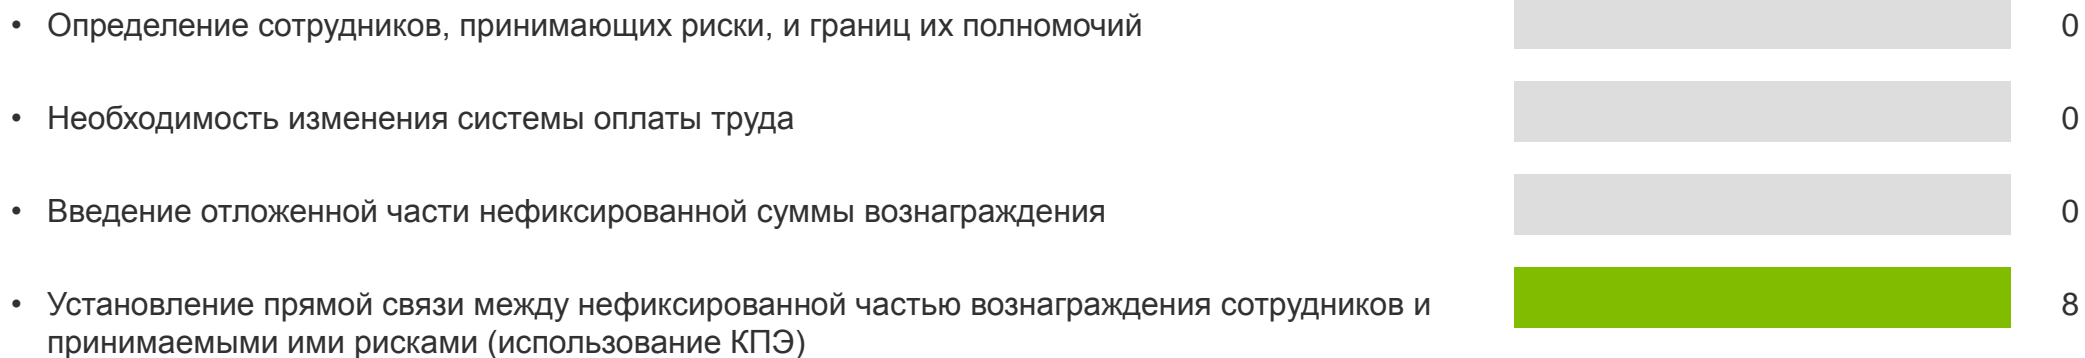 • Определение сотрудников, принимающих риски, и границ их полномочий 0
• Необходимость изменения системы оплаты труда 0
• Введение отложенной части нефиксированной суммы вознаграждения 0
• Установление прямой связи между нефиксированной частью вознаграждения сотрудников и 8
принимаемыми ими рисками (использование КПЭ)